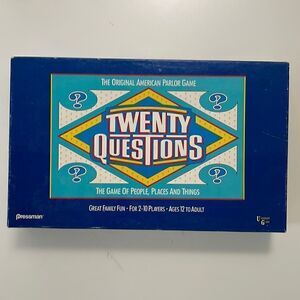 THE ORIGINAL AMERICAN PARLOR GAME
?
?
TWENTY
QUESTIONS
?
?
THE GAME OF PEOPLE, PLACES AND THINGS
GREAT FAMILY FUN • FOR 2-10 PLAYERS • AGES 12 TO ADULT
Pressman